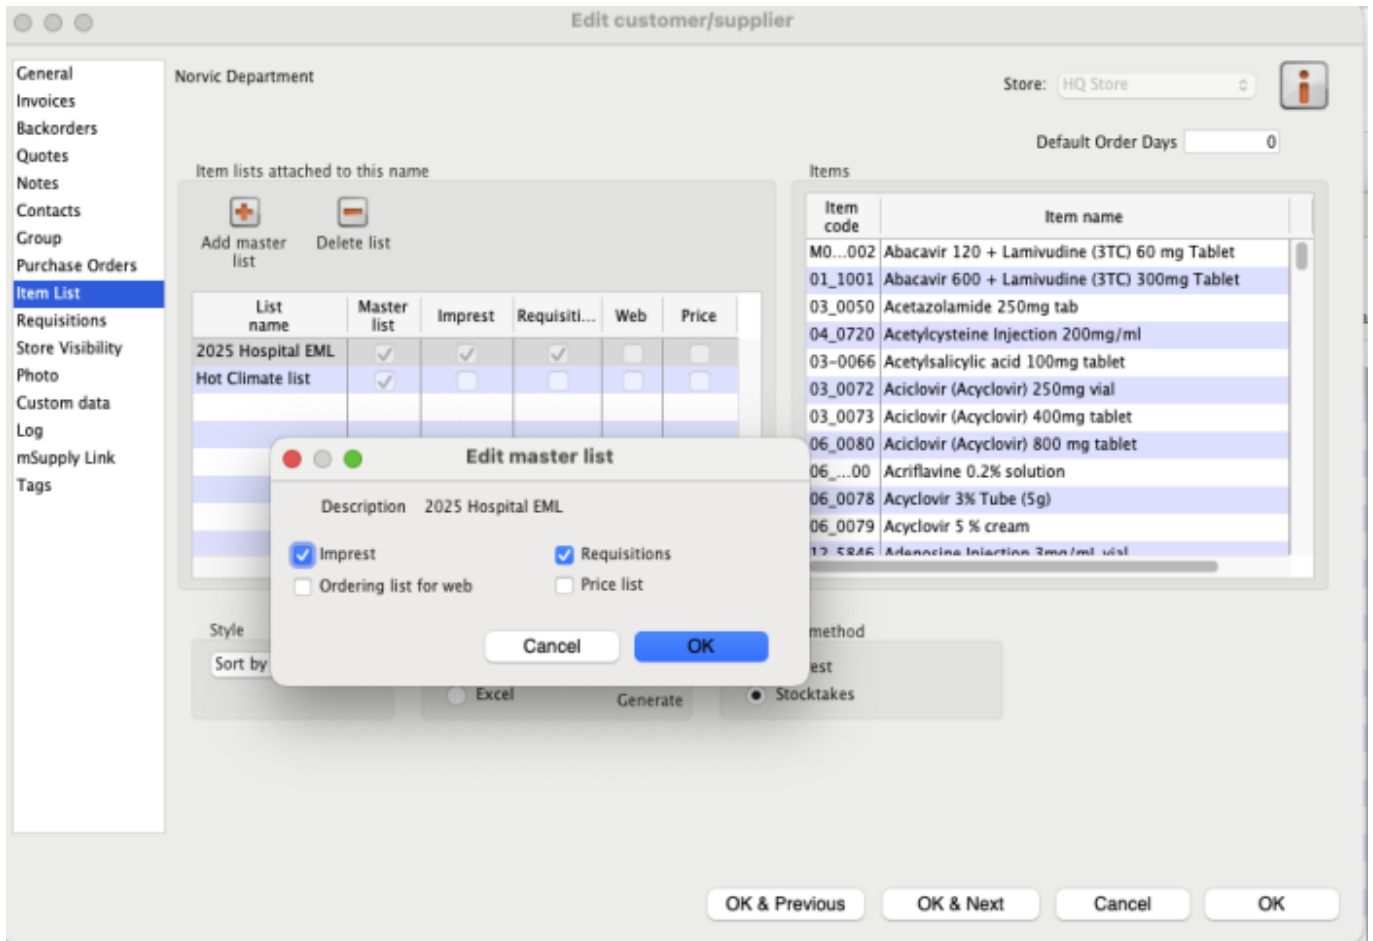 Edit customer/supplier
General
Invoices
Backorders
Quotes
Notes
Contacts
Group
Purchase Orders
Item List
Requisitions
Store Visibility
Photo
Custom data
Log
mSupply Link
Tags
Norvic Department
Store: HQ Store
Default Order Days 0
Item lists attached to this name
Add master list
Delete list
List name Master list Imprest Requisiti... Web Price
2025 Hospital EML
Hot Climate list
Items
Item code Item name
M0...002 Abacavir 120 + Lamivudine (3TC) 60 mg Tablet
01_1001 Abacavir 600 + Lamivudine (3TC) 300mg Tablet
03_0050 Acetazolamide 250mg tab
04_0720 Acetylcysteine Injection 200mg/ml
03-0066 Acetylsalicylic acid 100mg tablet
03_0072 Aciclovir (Acyclovir) 250mg vial
03_0073 Aciclovir (Acyclovir) 400mg tablet
06_0080 Aciclovir (Acyclovir) 800 mg tablet
06_...00 Acriflavine 0.2% solution
06_0078 Acyclovir 3% Tube (5g)
06_0079 Acyclovir 5 % cream
12_5846 Adenosine Injection 3mg/mL vial
Edit master list
Description 2025 Hospital EML
Imprest
Requisitions
Ordering list for web
Price list
Cancel
OK
Style
Sort by
Excel
Generate
method
est
Stocktakes
OK & Previous
OK & Next
Cancel
OK